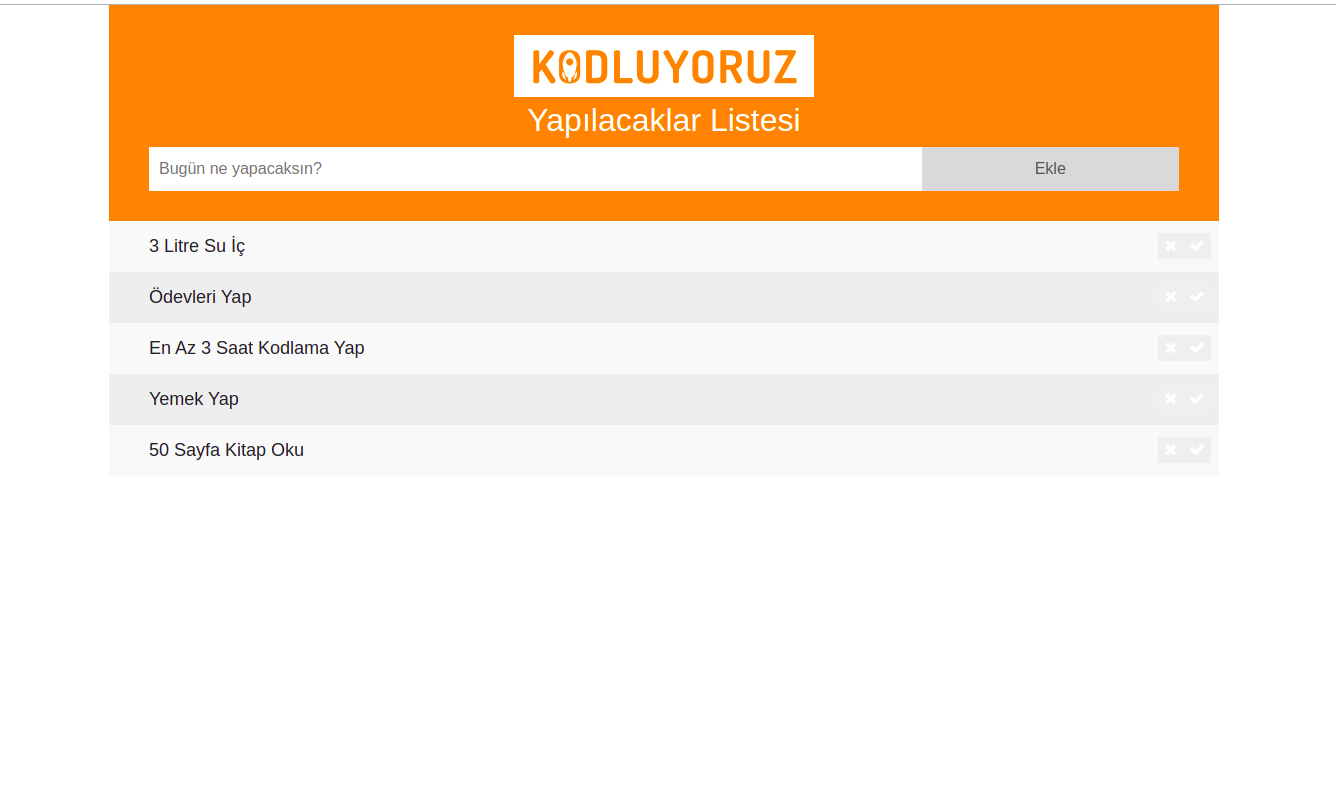 KODLUYORUZ
Yapılacaklar Listesi
Bugün ne yapacaksın?
Ekle
3 Litre Su İç
Ödevleri Yap
En Az 3 Saat Kodlama Yap
Yemek Yap
50 Sayfa Kitap Oku